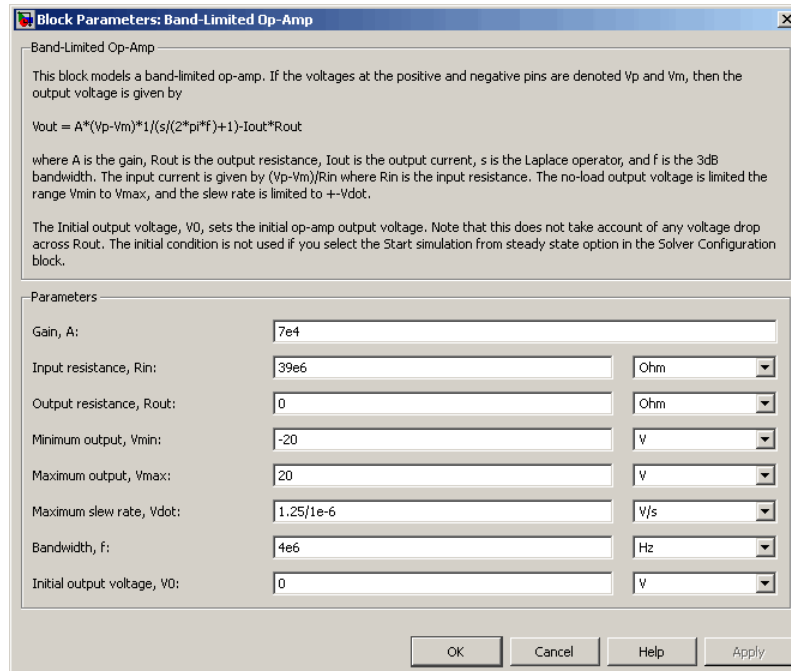 Block Parameters: Band-Limited Op-Amp
Band-Limited Op-Amp
This block models a band-limited op-amp. If the voltages at the positive and negative pins are denoted Vp and Vm, then the
output voltage is given by
Vout = A*(Vp-Vm)*1/(s/(2*pi*f)+1)-Iout*Rout
where A is the gain, Rout is the output resistance, Iout is the output current, s is the Laplace operator, and f is the 3dB
bandwidth. The input current is given by (Vp-Vm)/Rin where Rin is the input resistance. The no-load output voltage is limited the
range Vmin to Vmax, and the slew rate is limited to +-Vdot.
The Initial output voltage, V0, sets the initial op-amp output voltage. Note that this does not take account of any voltage drop
across Rout. The initial condition is not used if you select the Start simulation from steady state option in the Solver Configuration
block.
Parameters
Gain, A: 7e4
Input resistance, Rin: 39e6 Ohm
Output resistance, Rout: 0 Ohm
Minimum output, Vmin: -20 V
Maximum output, Vmax: 20 V
Maximum slew rate, Vdot: 1.25/1e-6 V/s
Bandwidth, f: 4e6 Hz
Initial output voltage, V0: 0 V
OK Cancel Help Apply